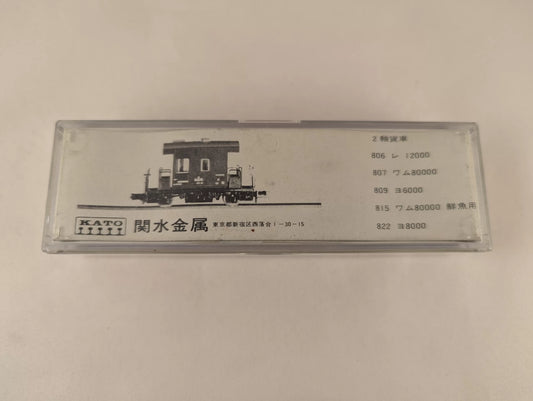 KATO
関水金属 東京都新宿区西落合1-30-15
2軸貨車
806 レ 12000
807 ワム80000
809 ヨ6000
815 ワム80000 鮮魚用
822 ヨ8000